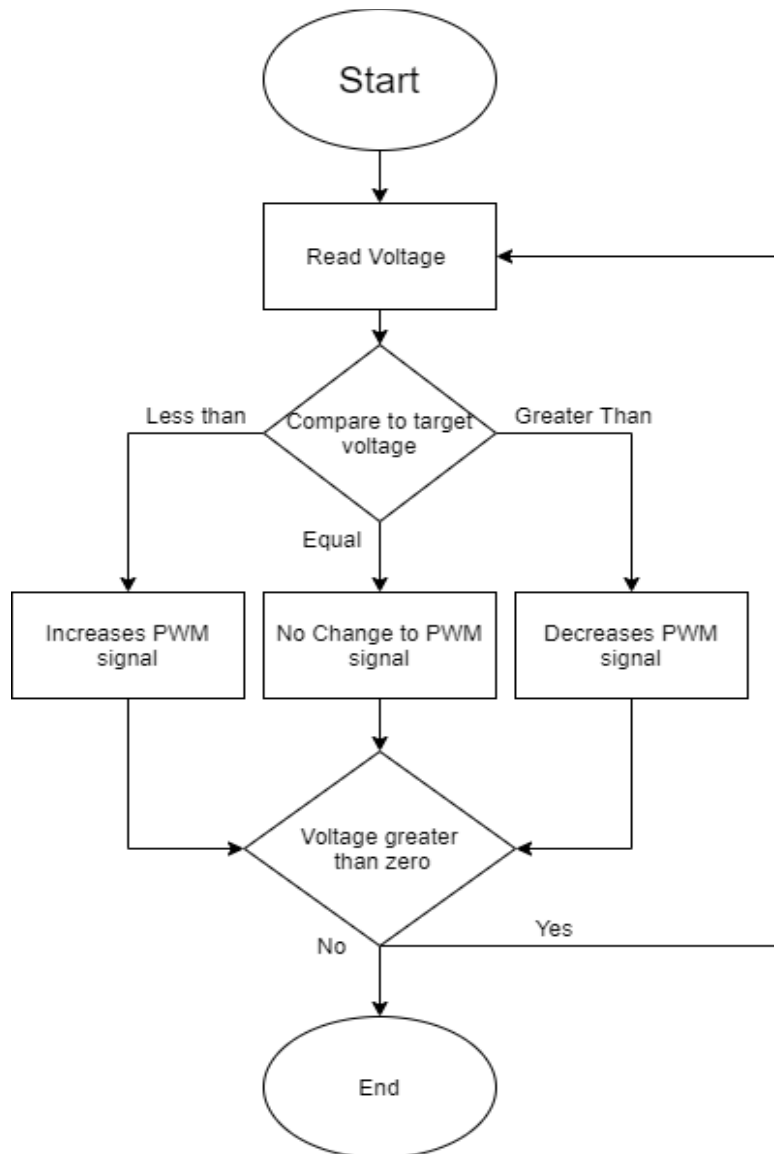 Start
Read Voltage
Less than
Compare to target
voltage
Greater Than
Equal
Increases PWM
signal
No Change to PWM
signal
Decreases PWM
signal
Voltage greater
than zero
No
Yes
End